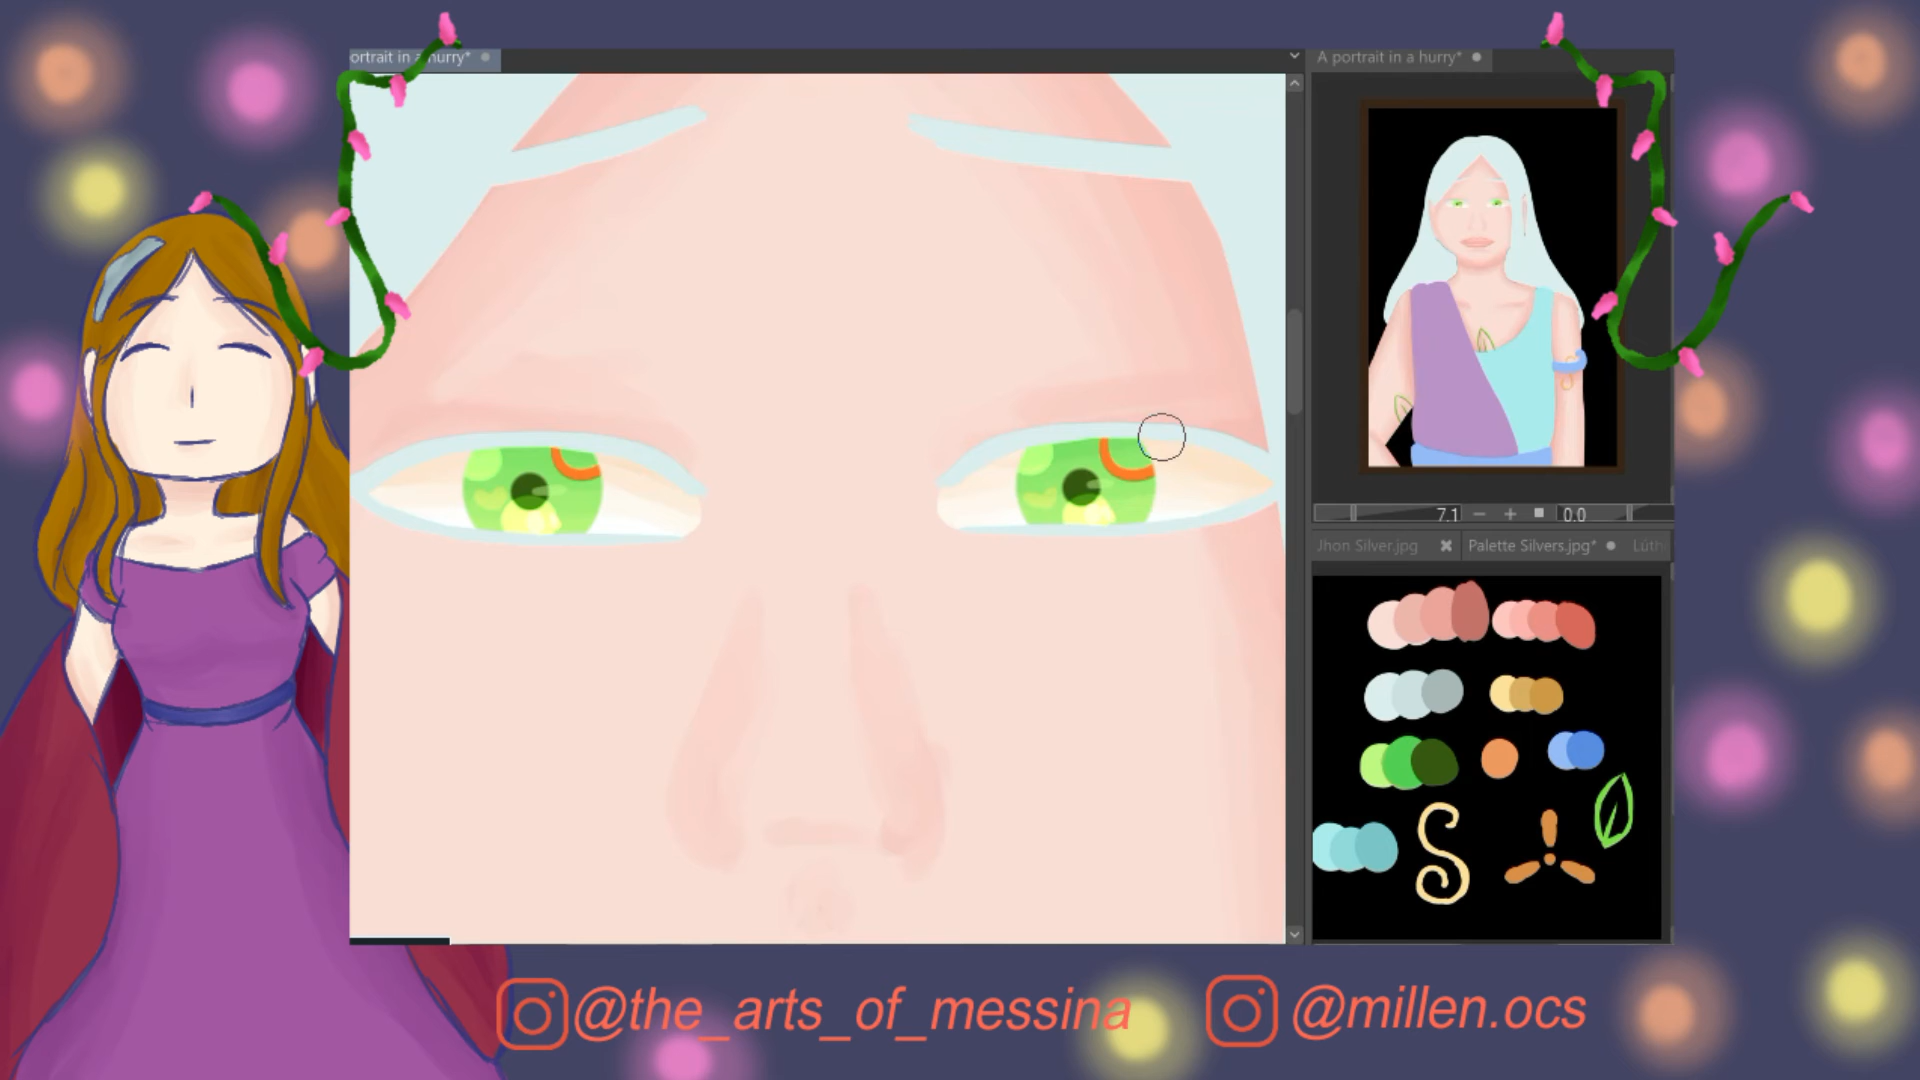 ortrait in a hurry*
A portrait in a hurry*
7.1
0.0
Jhon Silver.jpg
Palette Silvers.jpg*
Lúth
S
@the_arts_of_messina
@millen.ocs